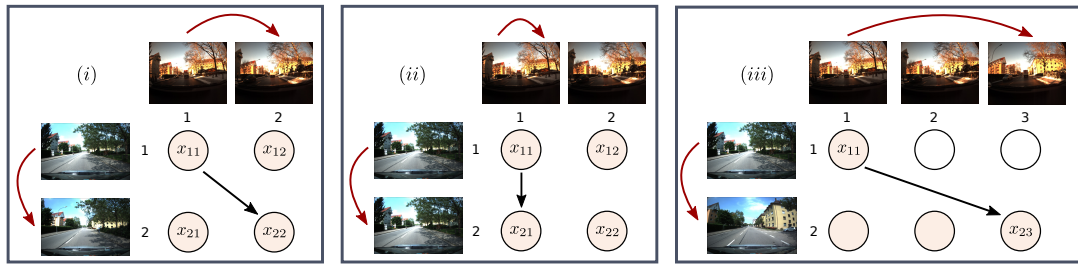 (i) (ii) (iii)
1 2 1 2 1 2 3
1 x11 x12 1 x11 x12 1 x11
2 x21 x22 2 x21 x22 2 x23